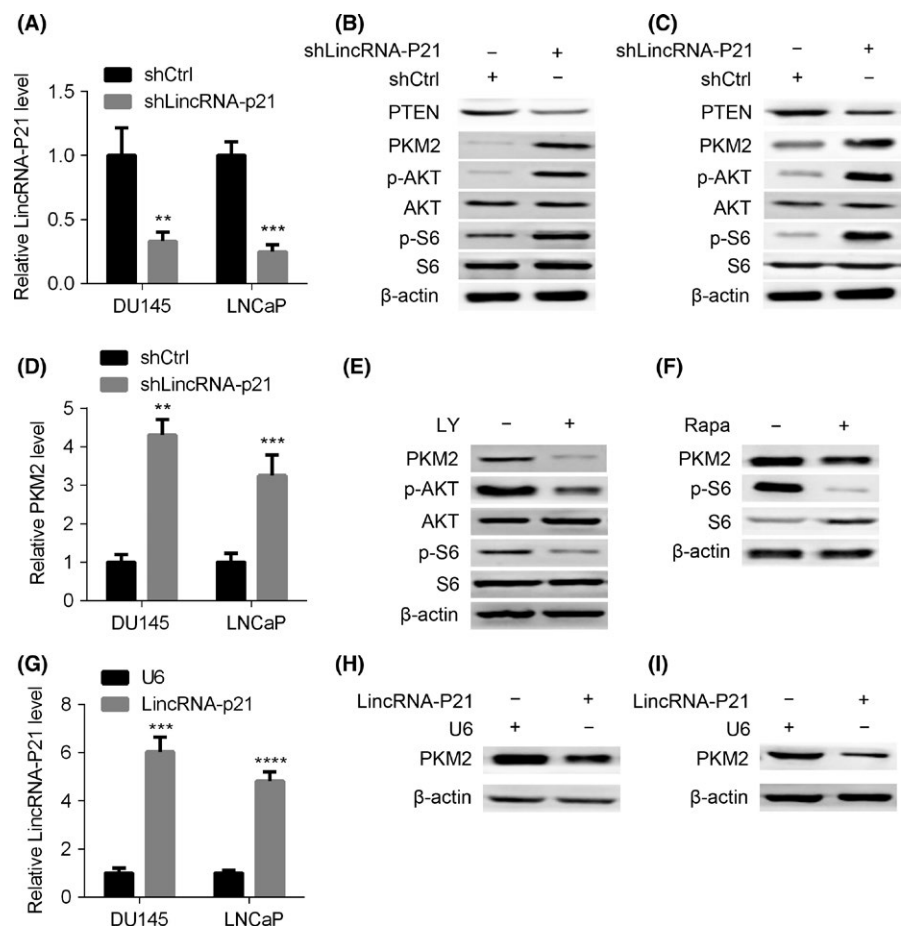 (A)
shCtrl
shLincRNA-p21
Relative LincRNA-P21 level
1.5
1.0
0.5
0.0
**
***
DU145
LNCaP
(B)
shLincRNA-P21 – +
shCtrl + –
PTEN
PKM2
p-AKT
AKT
p-S6
S6
β-actin
(C)
shLincRNA-P21 – +
shCtrl + –
PTEN
PKM2
p-AKT
AKT
p-S6
S6
β-actin
(D)
shCtrl
shLincRNA-p21
Relative PKM2 level
5
4
3
2
1
0
**
***
DU145
LNCaP
(E)
LY – +
PKM2
p-AKT
AKT
p-S6
S6
β-actin
(F)
Rapa – +
PKM2
p-S6
S6
β-actin
(G)
U6
LincRNA-p21
Relative LincRNA-P21 level
8
6
4
2
0
***
****
DU145
LNCaP
(H)
LincRNA-P21 – +
U6 + –
PKM2
β-actin
(I)
LincRNA-P21 – +
U6 + –
PKM2
β-actin